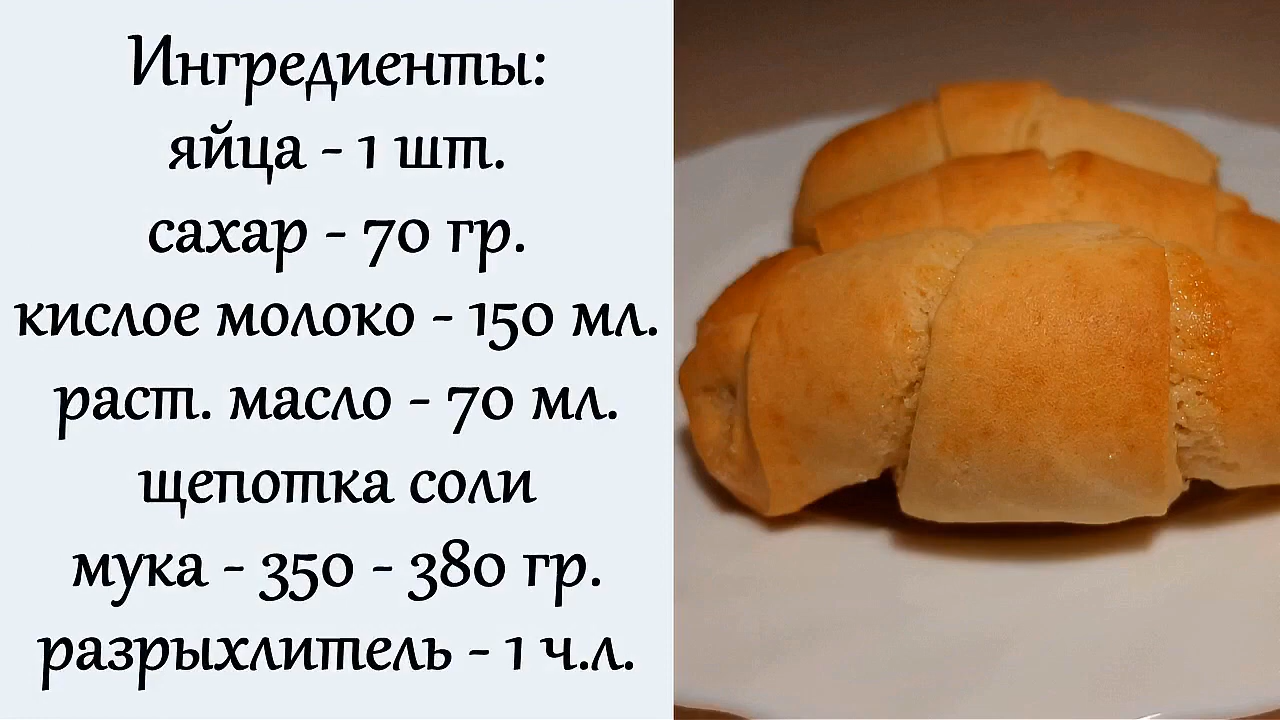 Ингредиенты:
яйца - 1 шт.
сахар - 70 гр.
кислое молоко - 150 мл.
раст. масло - 70 мл.
щепотка соли
мука - 350 - 380 гр.
разрыхлитель - 1 ч.л.